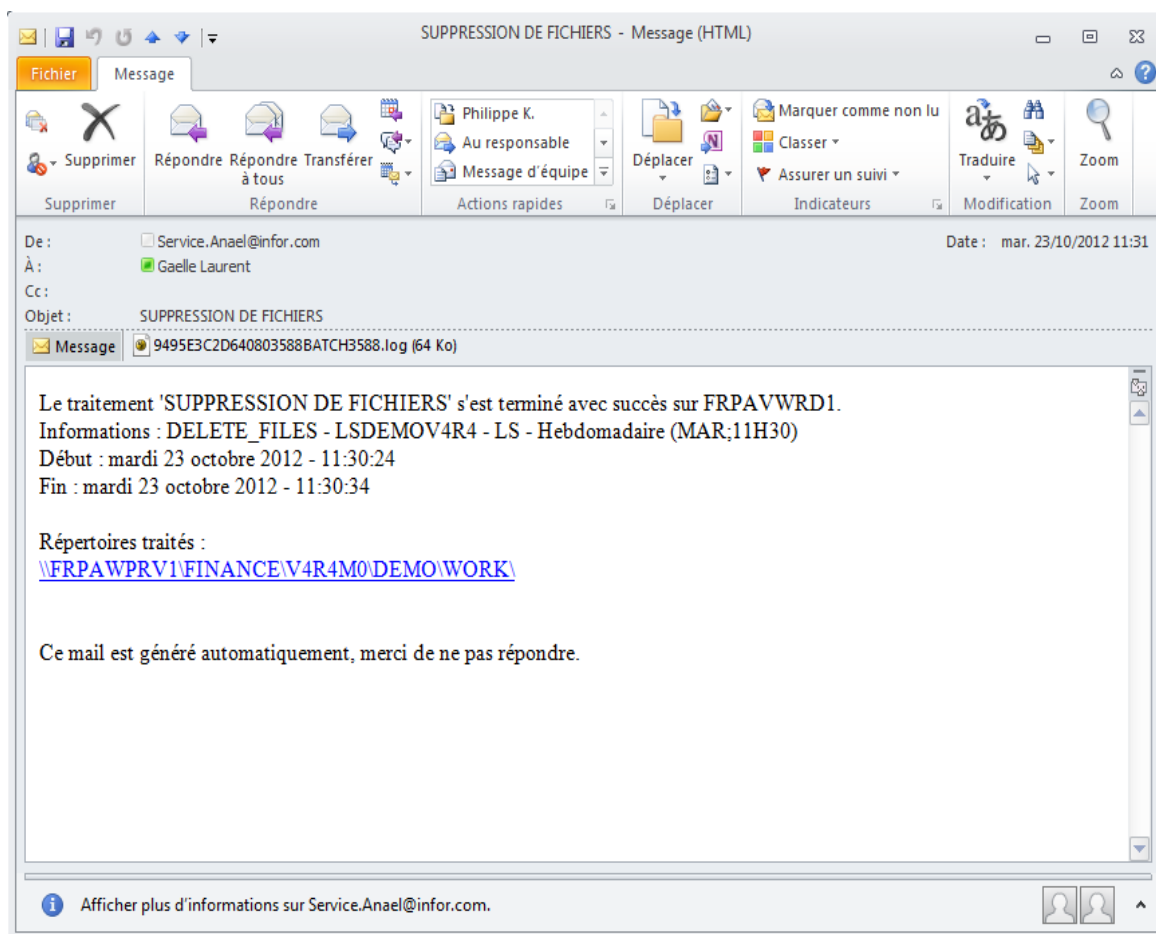 SUPPRESSION DE FICHIERS - Message (HTML)
Fichier Message
Supprimer
Répondre Répondre à tous Transférer
Philippe K.
Au responsable
Message d'équipe
Déplacer
Marquer comme non lu
Classer
Assurer un suivi
Traduire
Zoom
Supprimer Répondre Actions rapides Déplacer Indicateurs Modification Zoom
De : Service.Anael@infor.com Date : mar. 23/10/2012 11:31
À : Gaelle Laurent
Cc :
Objet : SUPPRESSION DE FICHIERS
Message 9495E3C2D640803588BATCH3588.log (64 Ko)
Le traitement 'SUPPRESSION DE FICHIERS' s'est terminé avec succès sur FRPAVWRD1.
Informations : DELETE_FILES - LSDEMOV4R4 - LS - Hebdomadaire (MAR;11H30)
Début : mardi 23 octobre 2012 - 11:30:24
Fin : mardi 23 octobre 2012 - 11:30:34
Répertoires traités :
\\FRPAWPRV1\FINANCE\V4R4M0\DEMO\WORK\
Ce mail est généré automatiquement, merci de ne pas répondre.
Afficher plus d'informations sur Service.Anael@infor.com.